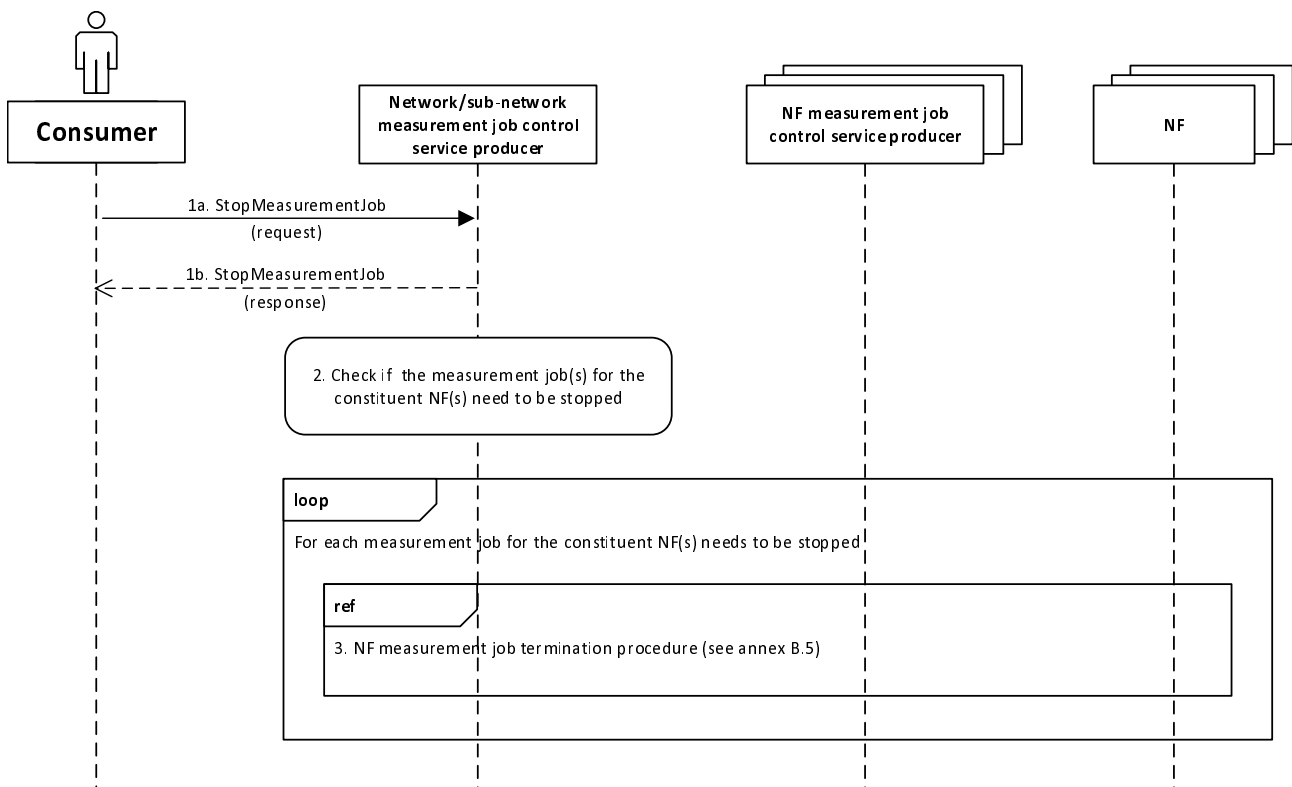 Consumer
Network/sub-network
measurement job control
service producer
NF measurement job
control service producer
NF
1a. StopMeasurementJob
(request)
1b. StopMeasurementJob
(response)
2. Check if the measurement job(s) for the
constituent NF(s) need to be stopped
loop
For each measurement job for the constituent NF(s) needs to be stopped
ref
3. NF measurement job termination procedure (see annex B.5)